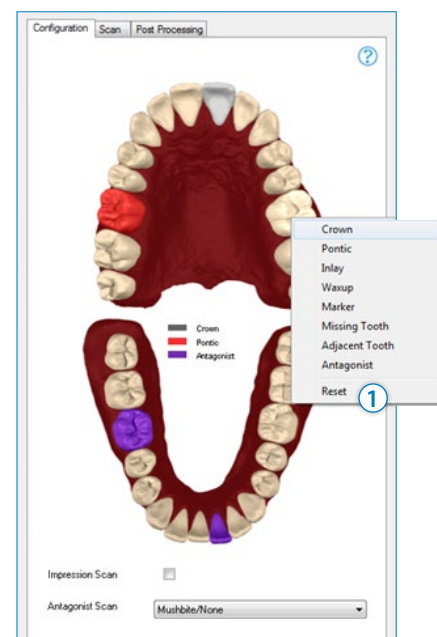 Configuration Scan Post Processing
?
Crown
Pontic
Inlay
Waxup
Marker
Missing Tooth
Adjacent Tooth
Antagonist
Reset
1
Crown
Pontic
Antagonist
Impression Scan
Antagonist Scan Mushbite/None